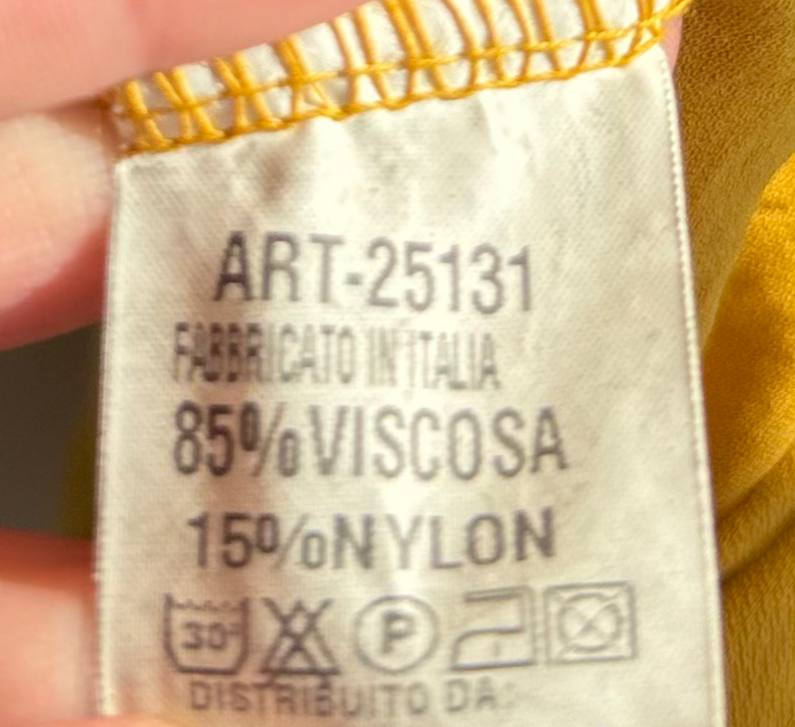 ART-25131
FABBRICATO IN ITALIA
85%VISCOSA
15%NYLON
30° P
DISTRIBUITO DA: